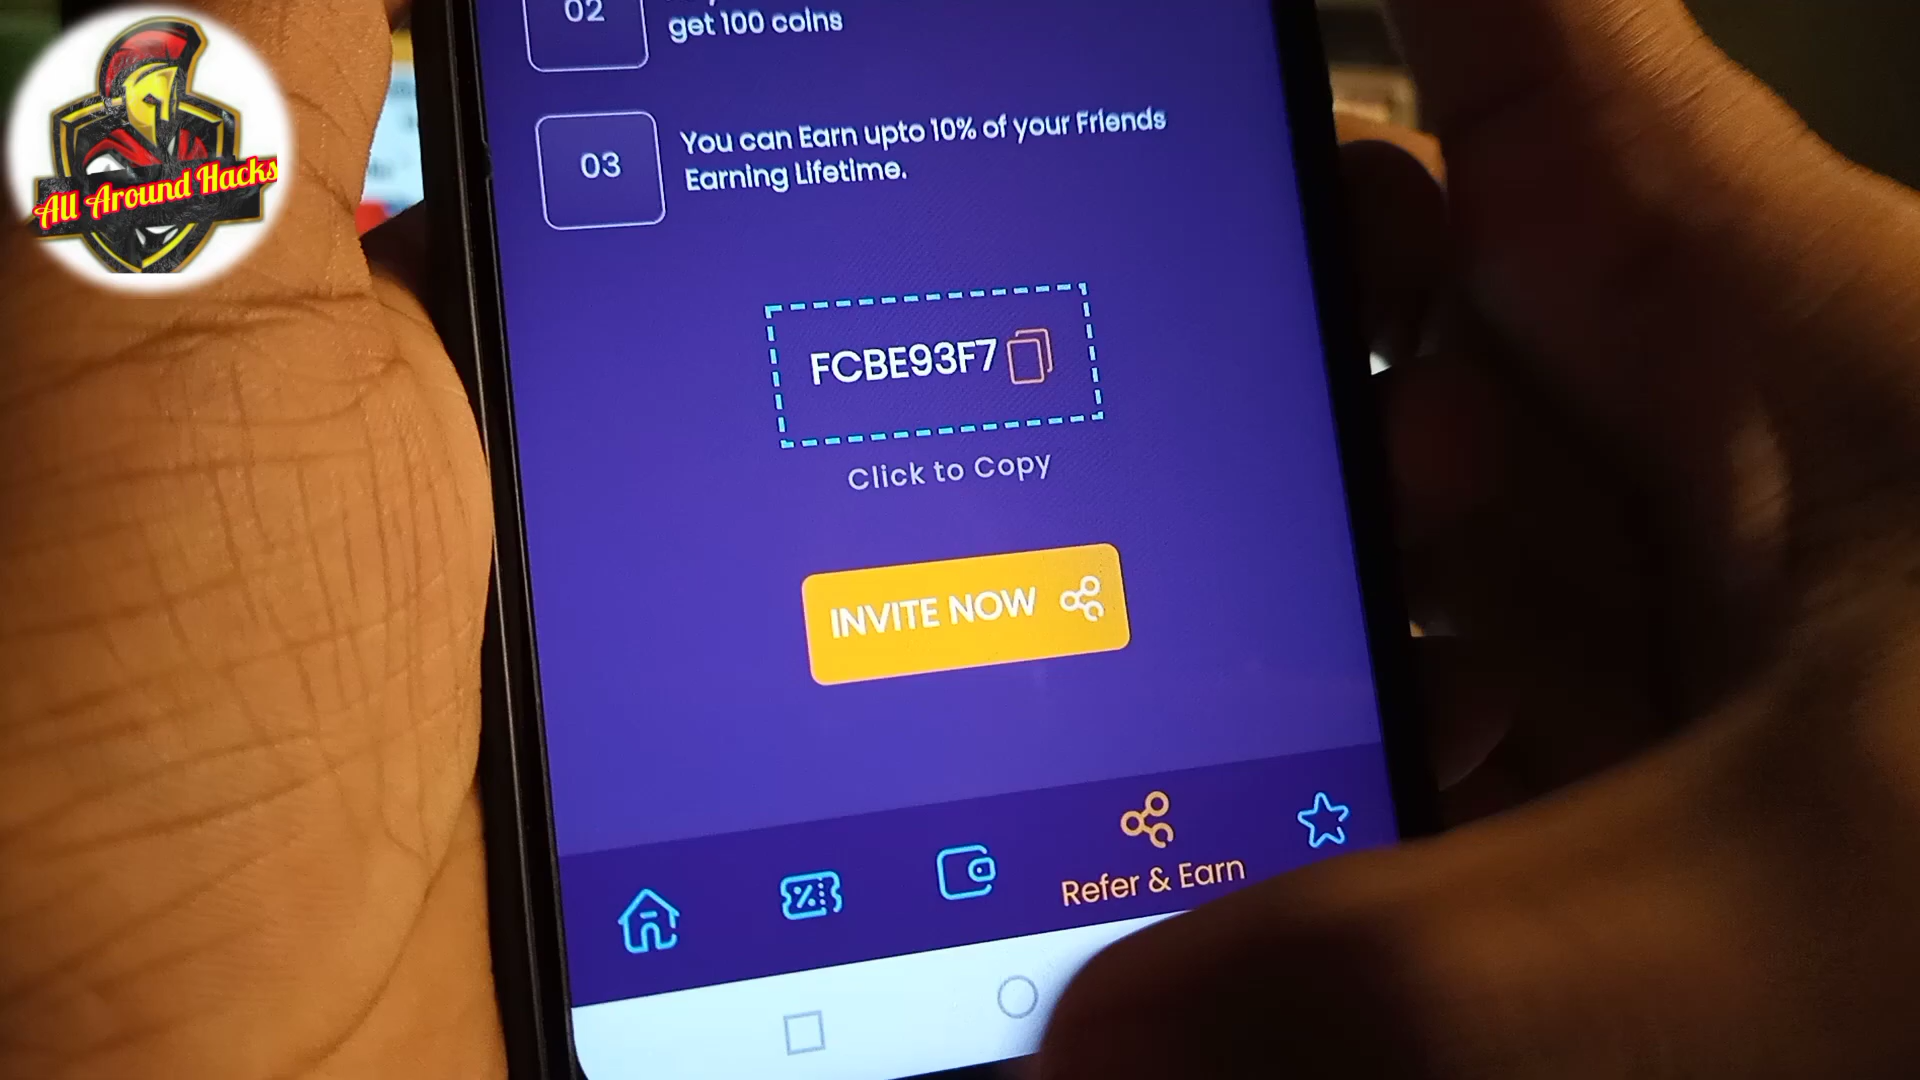 All Around Hacks
02
get 100 coins
03
You can Earn upto 10% of your Friends
Earning Lifetime.
FCBE93F7
Click to Copy
INVITE NOW
Refer & Earn